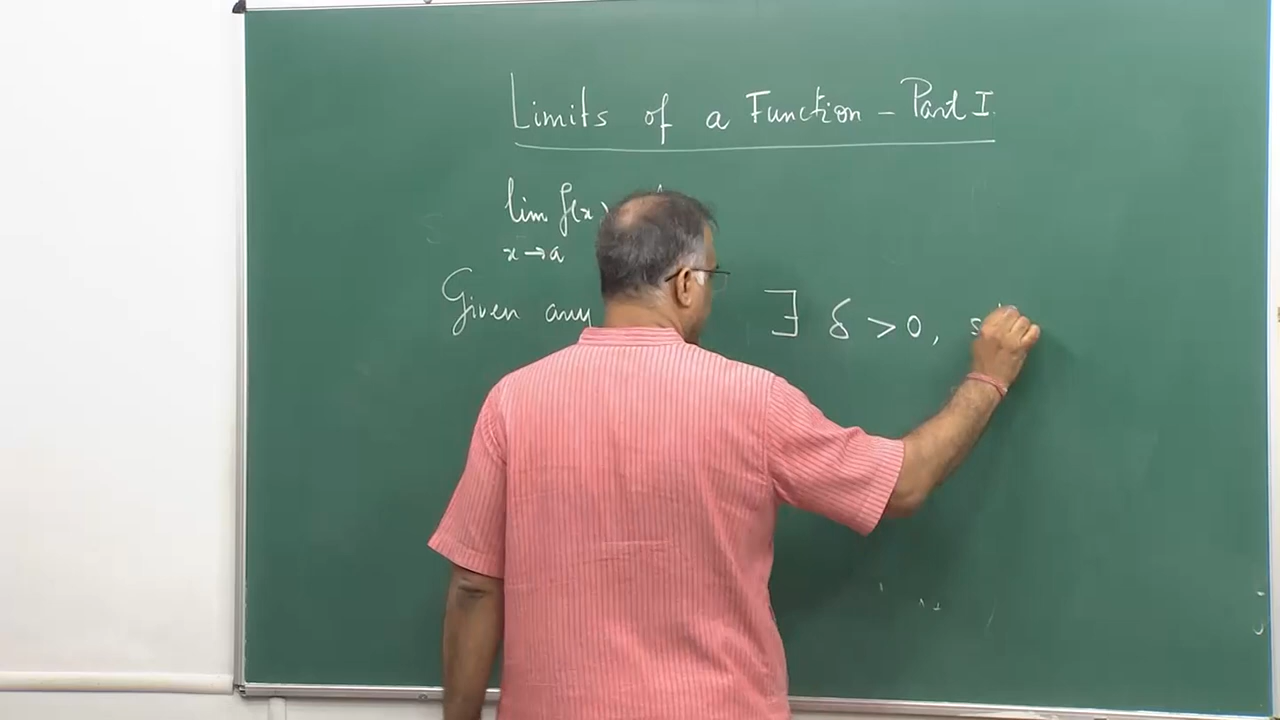 Limits of a Function - Part I
lim f(x)
x→a
Given any ∃ δ > 0,